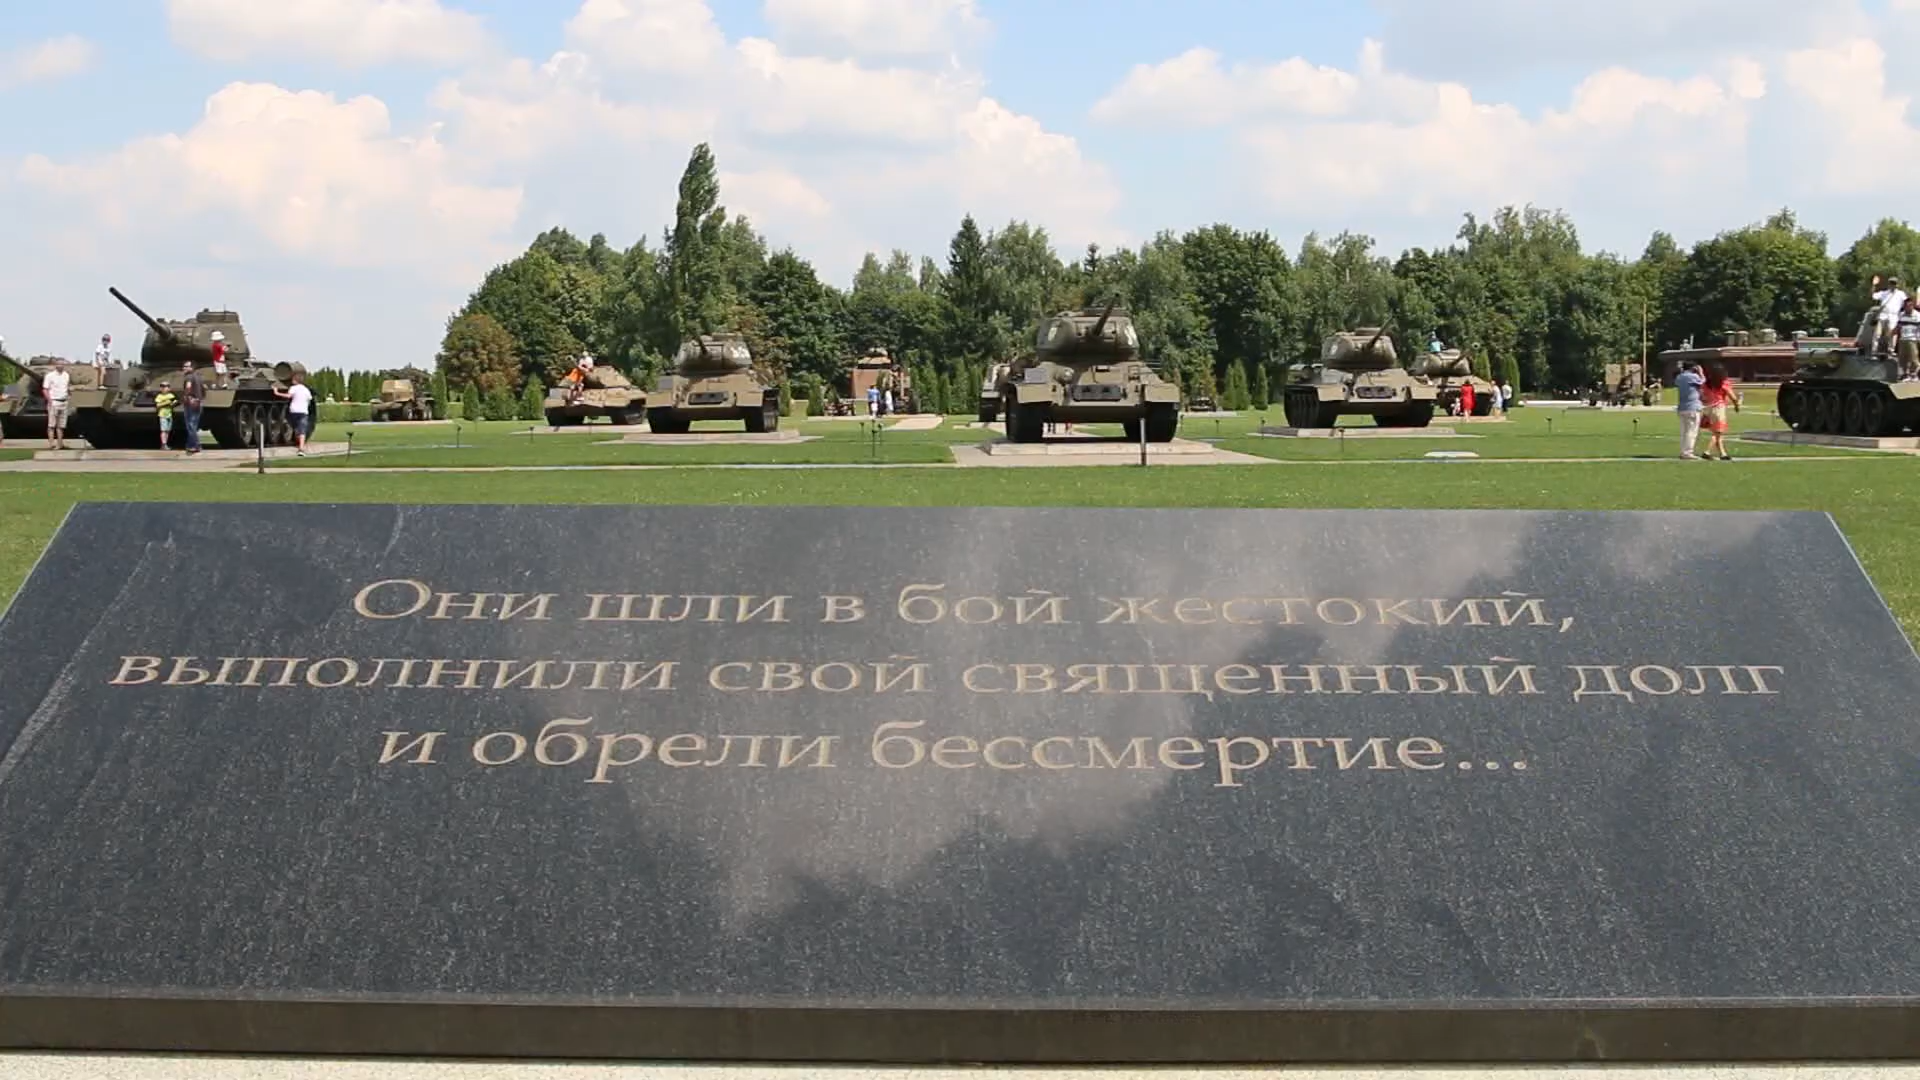 Они шли в бой жестокий,
выполнили свой священный долг
и обрели бессмертие...